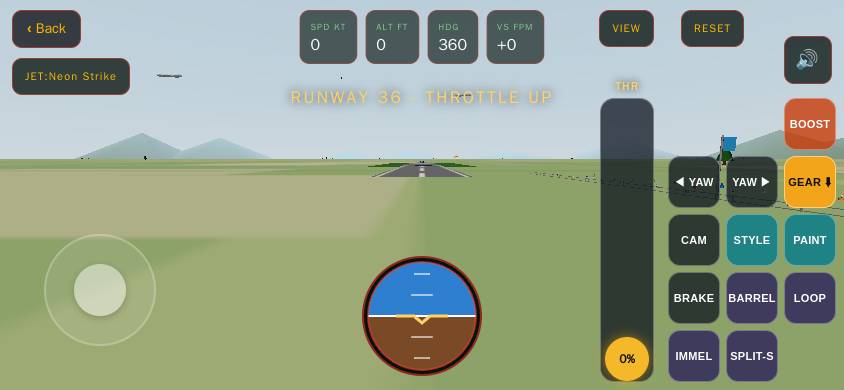 ‹ Back
JET:Neon Strike
SPD KT
0
ALT FT
0
HDG
360
VS FPM
+0
VIEW
RESET
RUNWAY 36 · THROTTLE UP
THR
0%
BOOST
◀ YAW
YAW ▶
GEAR ⬇
CAM
STYLE
PAINT
BRAKE
BARREL
LOOP
IMMEL
SPLIT-S